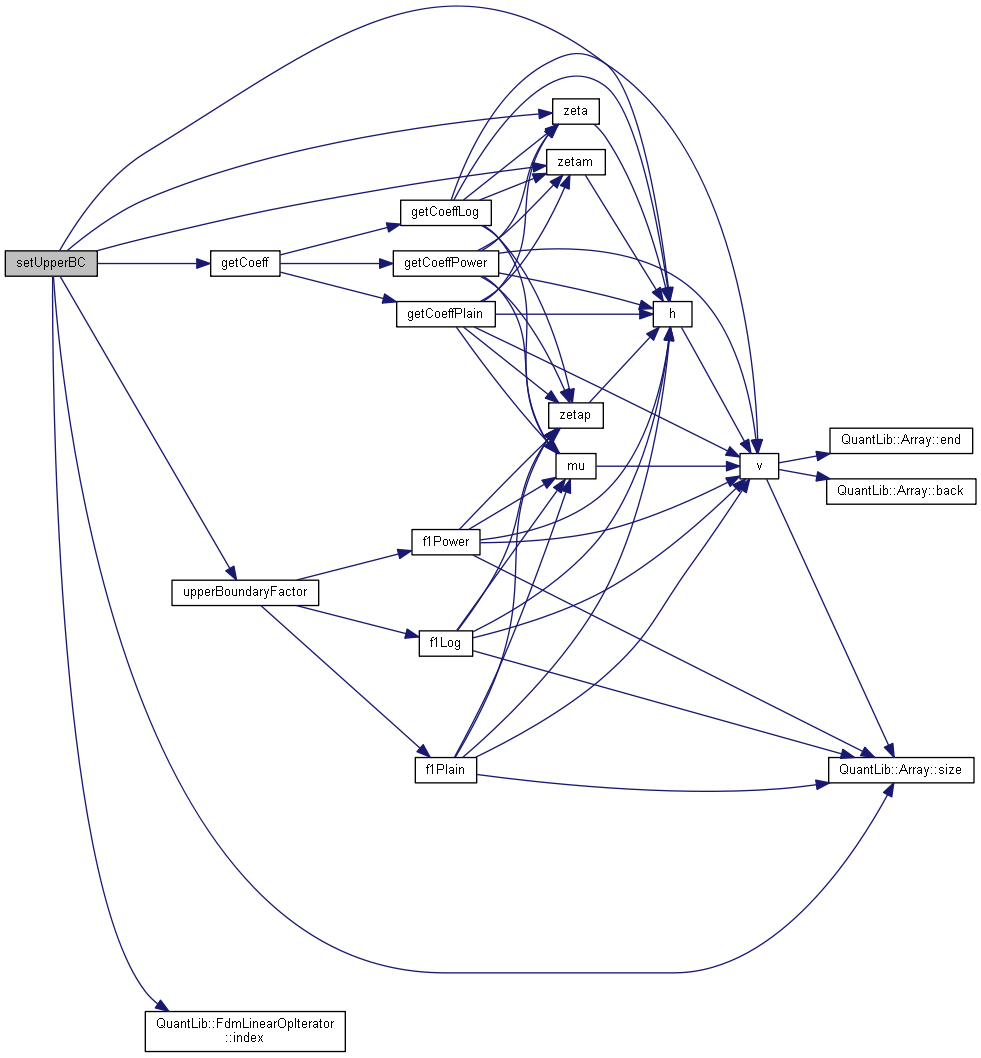 zeta
zetam
getCoeffLog
setUpperBC
getCoeff
getCoeffPower
getCoeffPlain
h
zetap
QuantLib::Array::end
mu
v
QuantLib::Array::back
f1Power
upperBoundaryFactor
f1Log
f1Plain
QuantLib::Array::size
QuantLib::FdmLinearOpIterator
::index